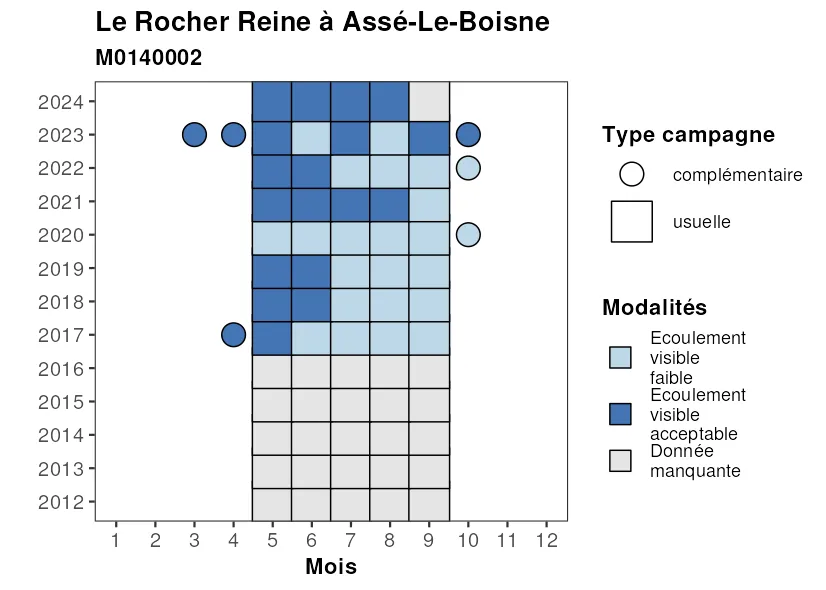 Le Rocher Reine à Assé-Le-Boisne
M0140002
2024
2023
2022
2021
2020
2019
2018
2017
2016
2015
2014
2013
2012
1 2 3 4 5 6 7 8 9 10 11 12
Mois
Type campagne
complémentaire
usuelle
Modalités
Ecoulement
visible
faible
Ecoulement
visible
acceptable
Donnée
manquante